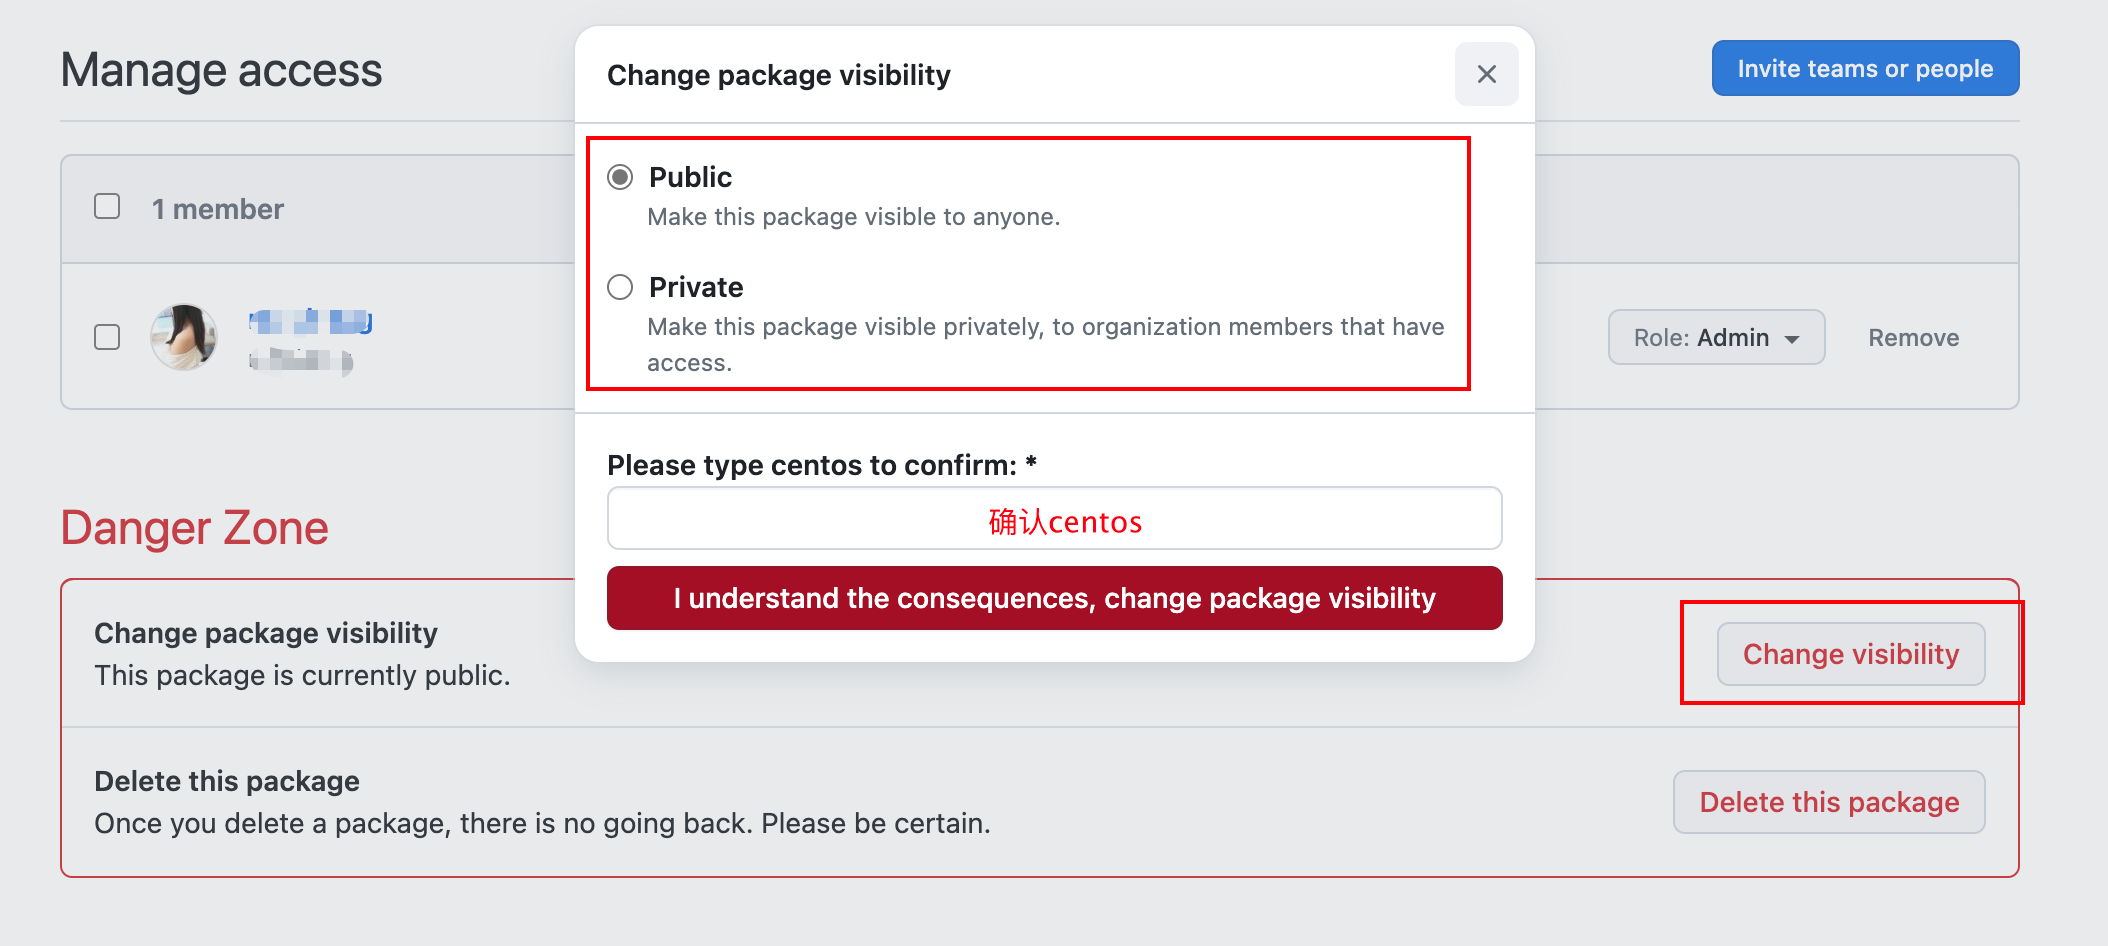 Manage access
Invite teams or people
1 member
Role: Admin
Remove
Change package visibility
Public
Make this package visible to anyone.
Private
Make this package visible privately, to organization members that have
access.
Please type centos to confirm: *
确认centos
I understand the consequences, change package visibility
Danger Zone
Change package visibility
This package is currently public.
Change visibility
Delete this package
Once you delete a package, there is no going back. Please be certain.
Delete this package